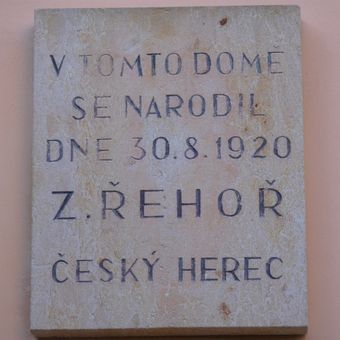 V TOMTO DOMĚ
SE NARODIL
DNE 30.8.1920
Z. ŘEHOŘ
ČESKÝ HEREC